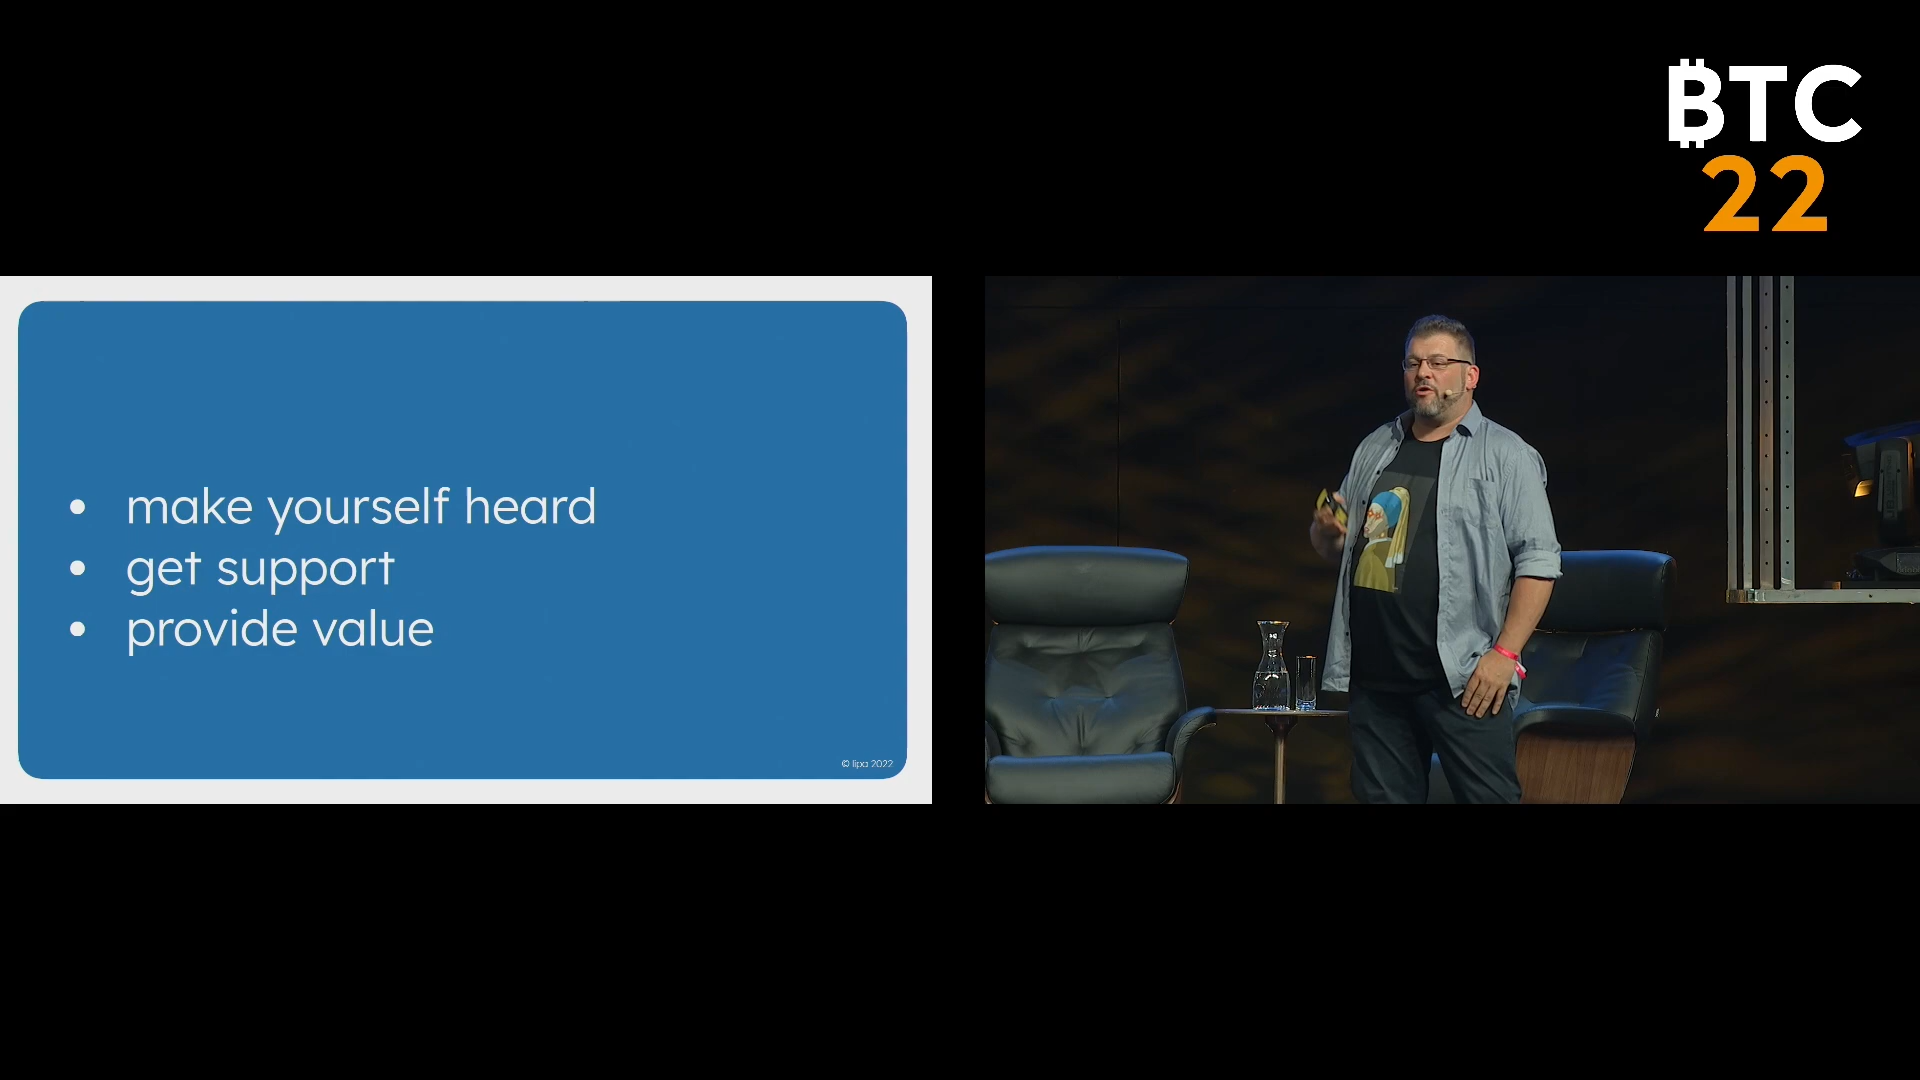 BTC
22
• make yourself heard
• get support
• provide value
© lipa 2022